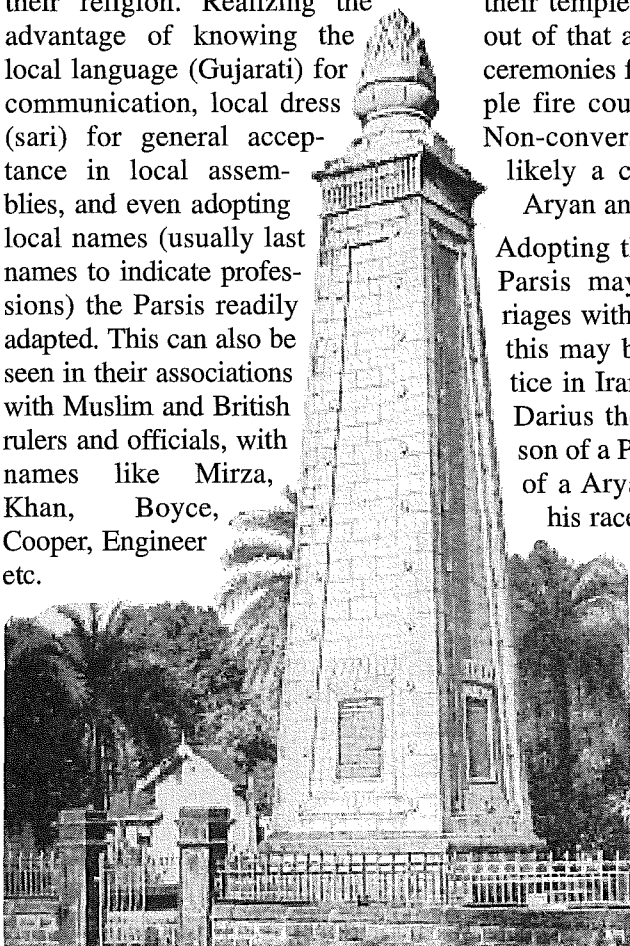 their religion. Realizing the
advantage of knowing the
local language (Gujarati) for
communication, local dress
(sari) for general accep-
tance in local assem-
blies, and even adopting
local names (usually last
names to indicate profes-
sions) the Parsis readily
adapted. This can also be
seen in their associations
with Muslim and British
rulers and officials, with
names like Mirza,
Khan, Boyce,
Cooper, Engineer
etc.
their temple
out of that a
ceremonies f
ple fire cou
Non-conver
likely a c
Aryan an
Adopting t
Parsis may
riages with
this may b
tice in Ira
Darius th
son of a P
of a Arya
his race